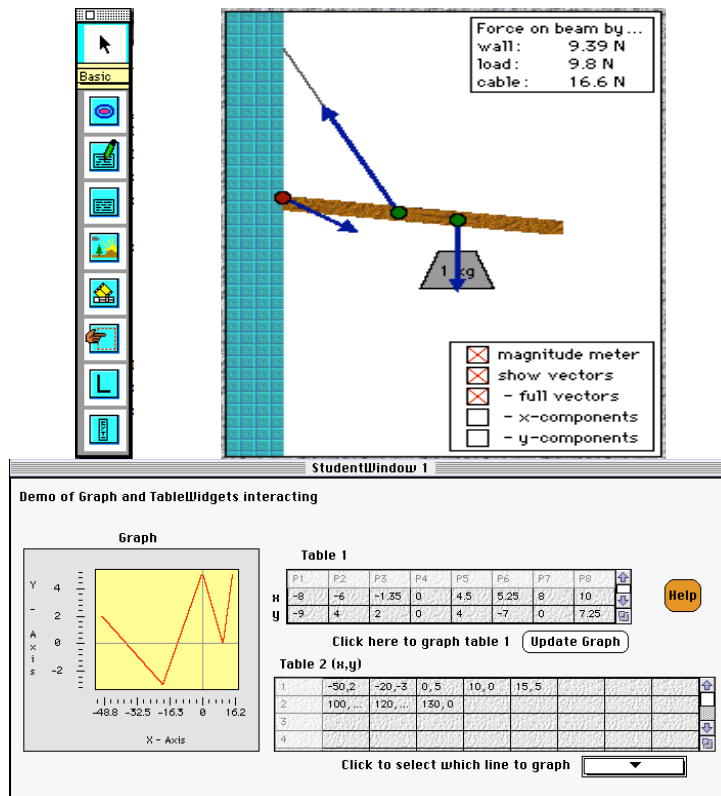 Basic
L
Force on beam by...
wall: 9.39 N
load: 9.8 N
cable: 16.6 N
1 kg
magnitude meter
show vectors
- full vectors
- x-components
- y-components
StudentWindow 1
Demo of Graph and TableWidgets interacting
Graph
Y - Axis
4
2
0
-2
-48.8 -32.5 -16.3 0 16.2
X - Axis
Table 1
P1 P2 P3 P4 P5 P6 P7 P8
x -8 -6 -1.35 0 4.5 5.25 8 10
y -9 4 2 0 4 -7 0 7.25
Help
Click here to graph table 1 Update Graph
Table 2 (x,y)
1 -50,2 -20,-3 0,5 10,0 15,5
2 100,... 120,... 130,0
3
4
Click to select which line to graph